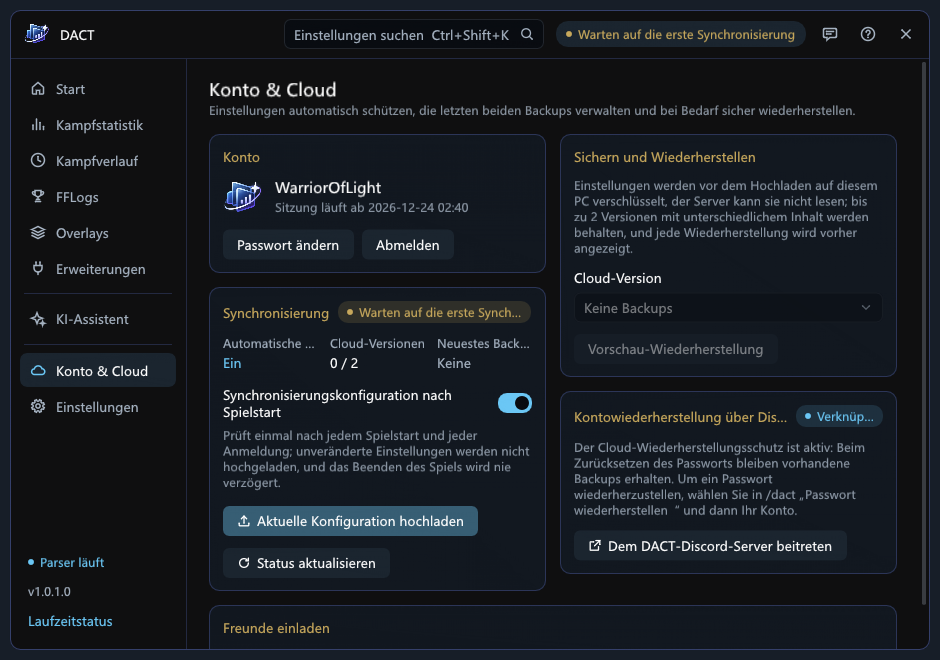 DACT
Einstellungen suchen Ctrl+Shift+K
Warten auf die erste Synchronisierung
Start
Kampfstatistik
Kampfverlauf
FFLogs
Overlays
Erweiterungen
KI-Assistent
Konto & Cloud
Einstellungen
Parser läuft
v1.0.1.0
Laufzeitstatus
Konto & Cloud
Einstellungen automatisch schützen, die letzten beiden Backups verwalten und bei Bedarf sicher wiederherstellen.
Konto
WarriorOfLight
Sitzung läuft ab 2026-12-24 02:40
Passwort ändern
Abmelden
Synchronisierung
Warten auf die erste Synch...
Automatische ...
Cloud-Versionen
Neuestes Back...
Ein
0 / 2
Keine
Synchronisierungskonfiguration nach
Spielstart
Prüft einmal nach jedem Spielstart und jeder
Anmeldung; unveränderte Einstellungen werden nicht
hochgeladen, und das Beenden des Spiels wird nie
verzögert.
Aktuelle Konfiguration hochladen
Status aktualisieren
Sichern und Wiederherstellen
Einstellungen werden vor dem Hochladen auf diesem
PC verschlüsselt, der Server kann sie nicht lesen; bis
zu 2 Versionen mit unterschiedlichem Inhalt werden
behalten, und jede Wiederherstellung wird vorher
angezeigt.
Cloud-Version
Keine Backups
Vorschau-Wiederherstellung
Kontowiederherstellung über Dis...
Verknüp...
Der Cloud-Wiederherstellungsschutz ist aktiv: Beim
Zurücksetzen des Passworts bleiben vorhandene
Backups erhalten. Um ein Passwort
wiederherzustellen, wählen Sie in /dact „Passwort
wiederherstellen “ und dann Ihr Konto.
Dem DACT-Discord-Server beitreten
Freunde einladen